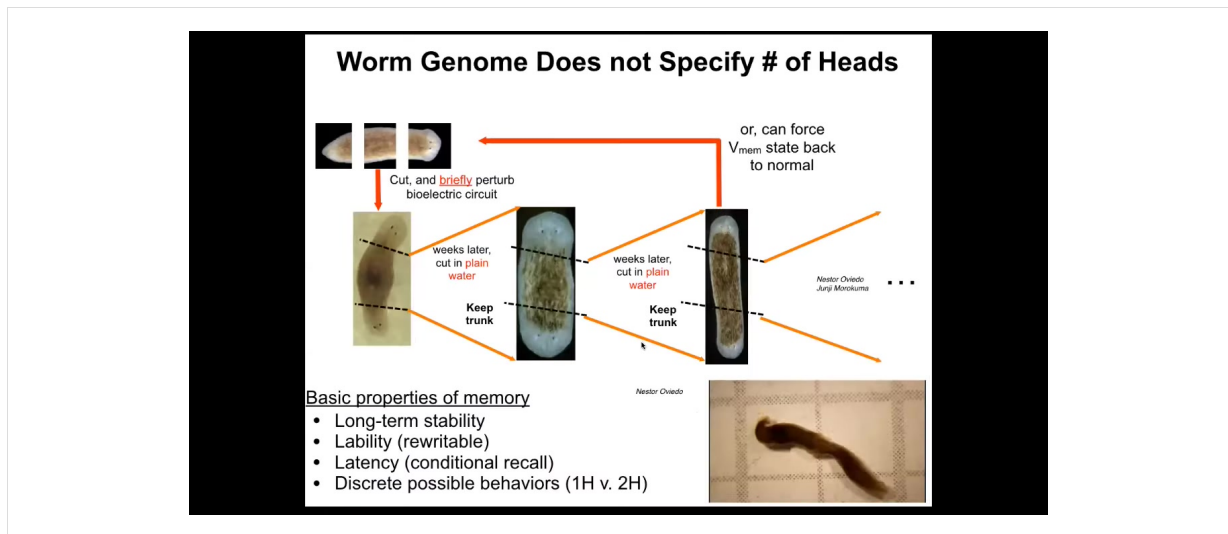 Worm Genome Does not Specify # of Heads
or, can force
Vmem state back
to normal
Cut, and briefly perturb
bioelectric circuit
weeks later,
cut in plain
water
Keep
trunk
weeks later,
cut in plain
water
Keep
trunk
Nestor Oviedo
Junji Morokuma
...
Nestor Oviedo
Basic properties of memory
• Long-term stability
• Lability (rewritable)
• Latency (conditional recall)
• Discrete possible behaviors (1H v. 2H)